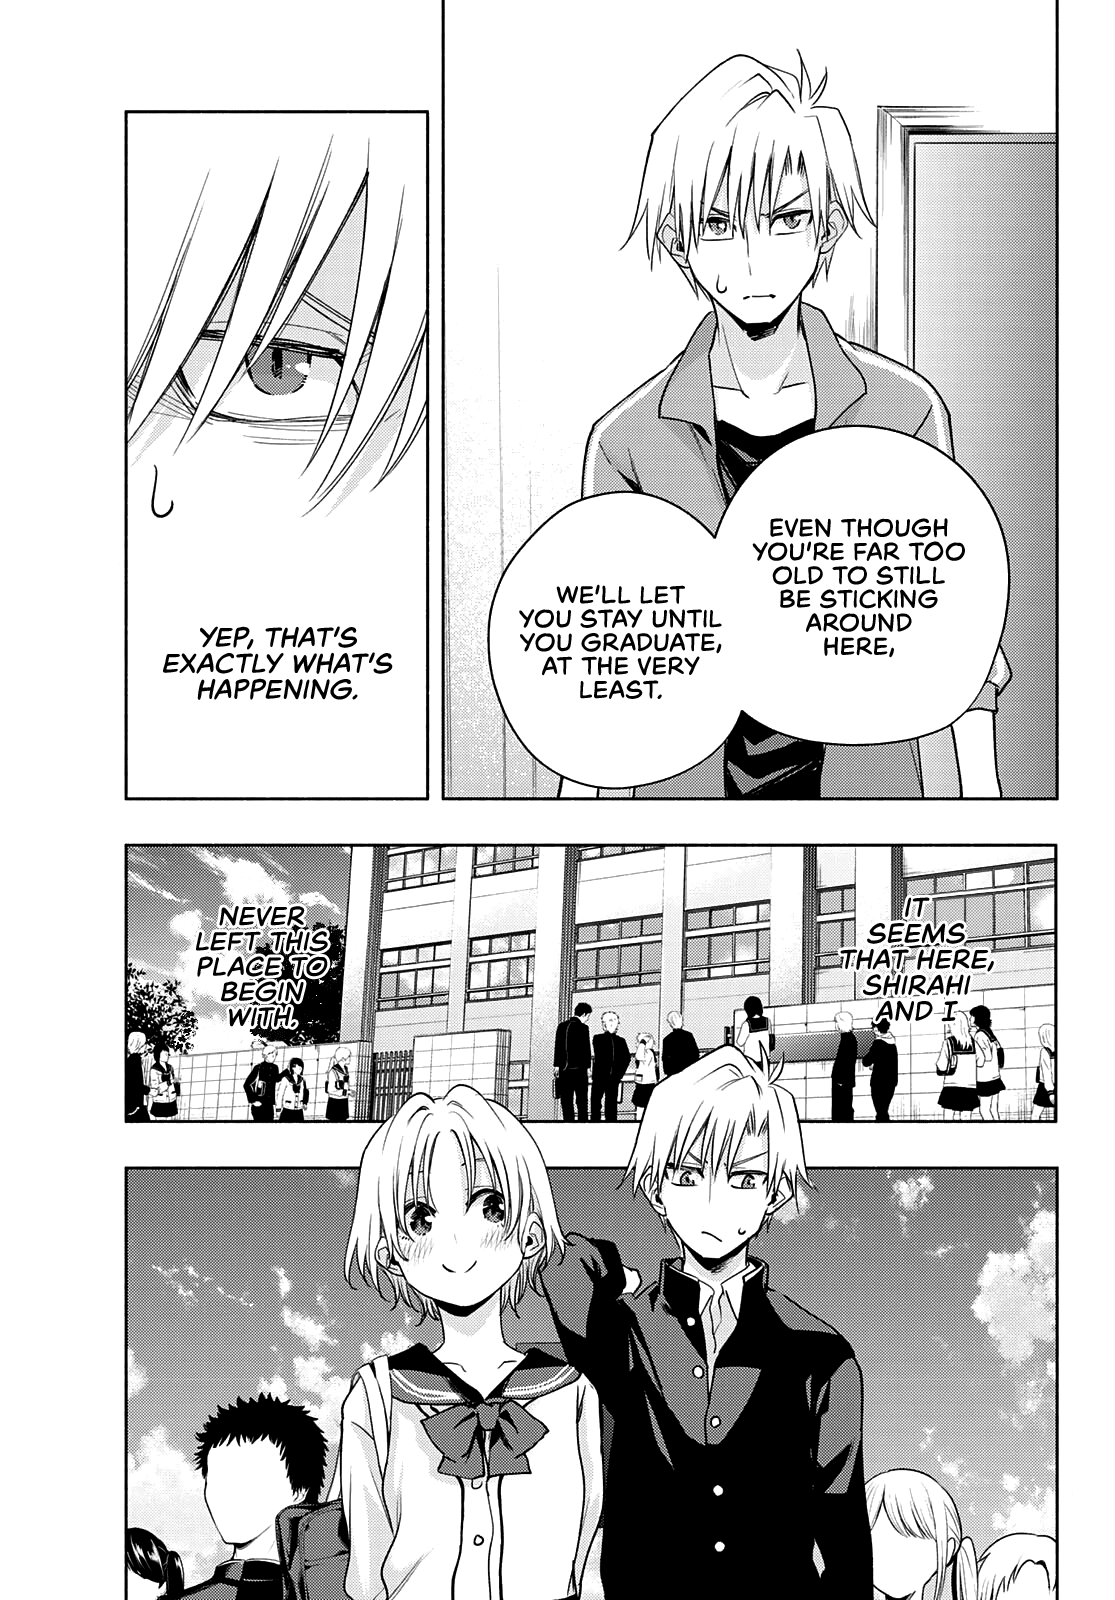 EVEN THOUGH
YOU'RE FAR TOO
OLD TO STILL
BE STICKING
AROUND
HERE,
WE'LL LET
YOU STAY UNTIL
YOU GRADUATE,
AT THE VERY
LEAST.
YEP, THAT'S
EXACTLY WHAT'S
HAPPENING.
IT
SEEMS
THAT HERE,
SHIRAHI
AND I
NEVER
LEFT THIS
PLACE TO
BEGIN
WITH.